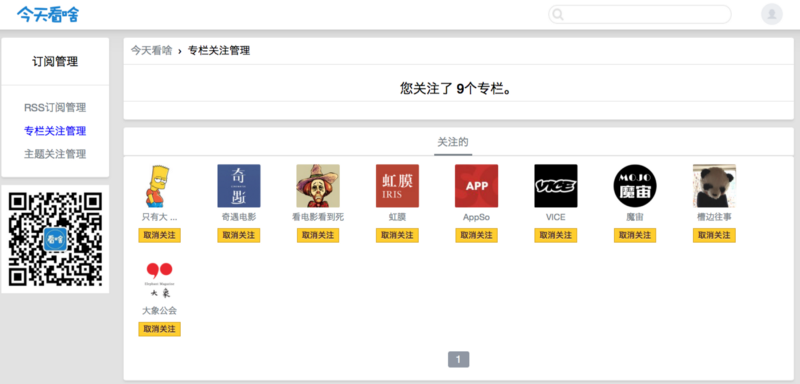 今天看啥
订阅管理
RSS订阅管理
专栏关注管理
主题关注管理
看啥
今天看啥 › 专栏关注管理
您关注了 9个专栏。
关注的
奇遇
虹膜
IRIS
APP
VICE
MOJO
魔宙
只有大 ...
奇遇电影
看电影看到死
虹膜
AppSo
VICE
魔宙
槽边往事
取消关注
取消关注
取消关注
取消关注
取消关注
取消关注
取消关注
取消关注
大象
大象公会
取消关注
1